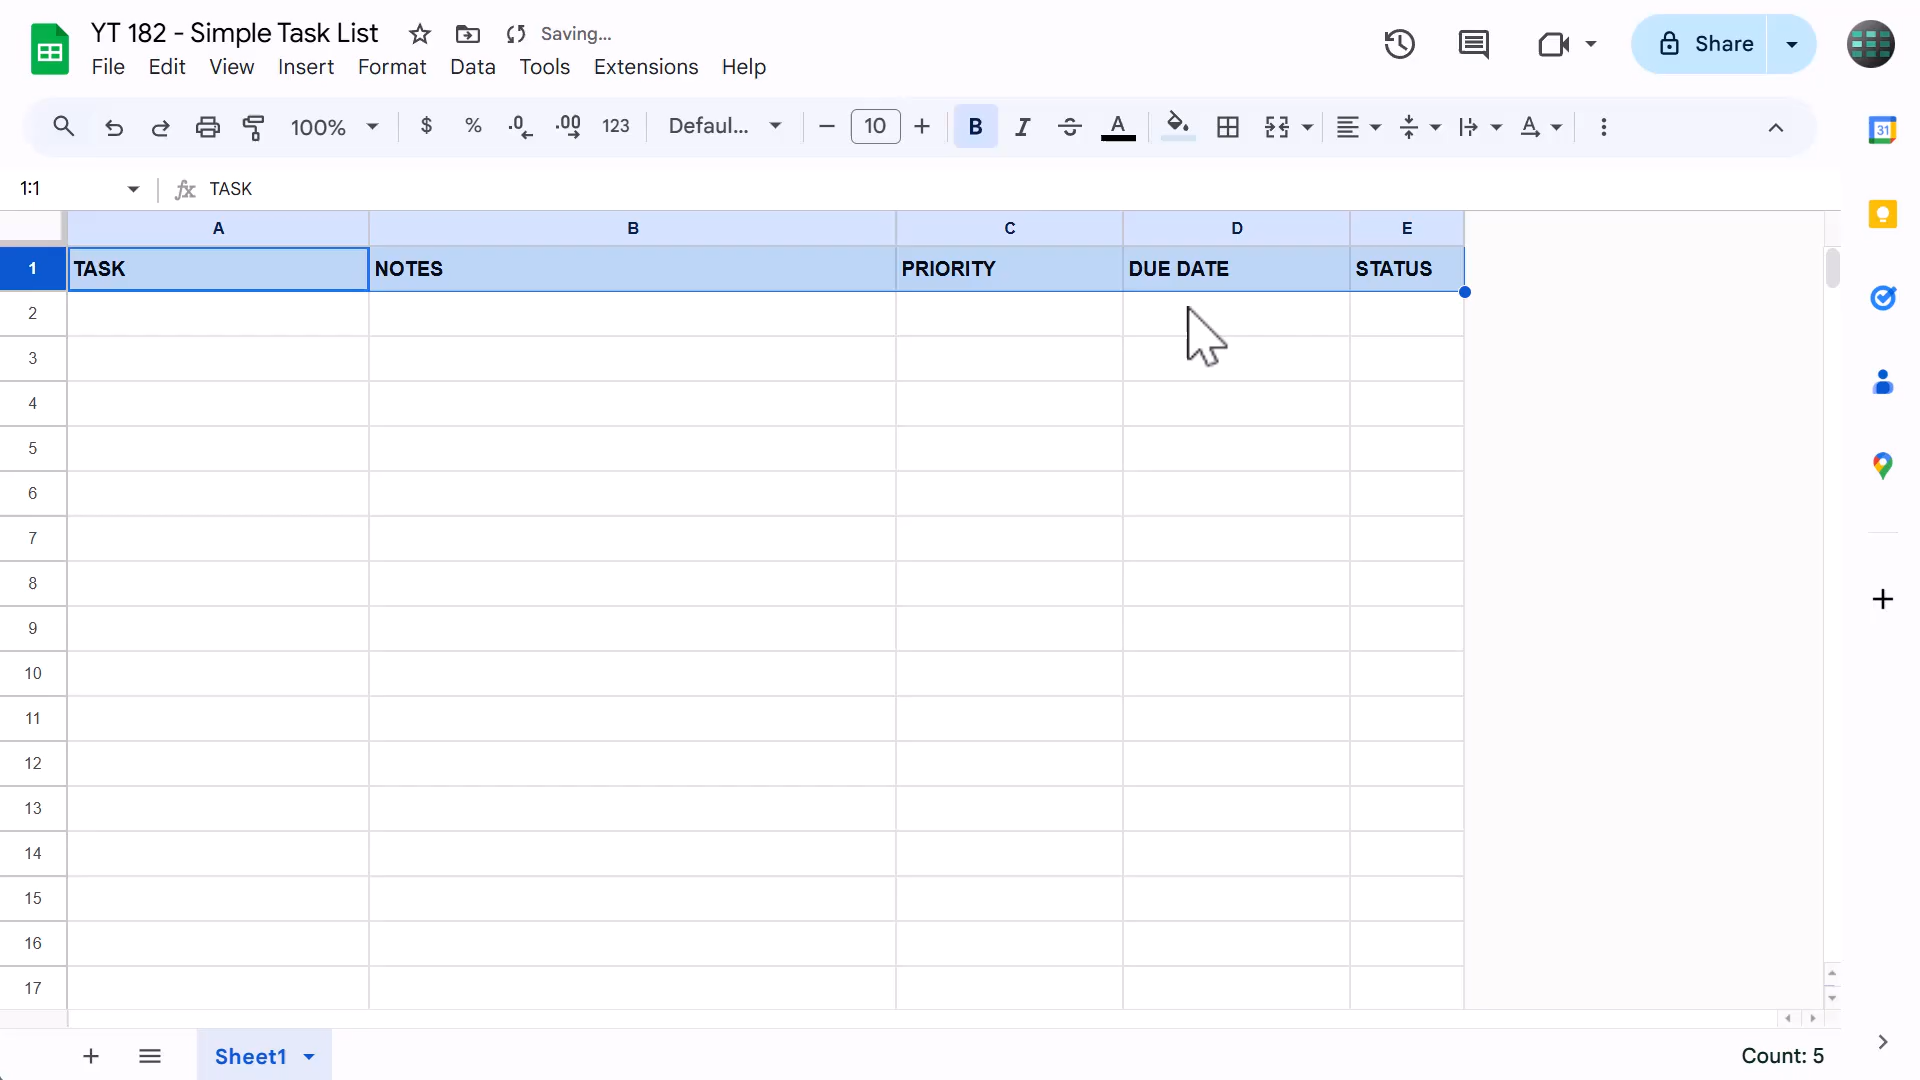 YT 182 - Simple Task List Saving...
File Edit View Insert Format Data Tools Extensions Help
Share
100% $ % .0 .00 123 Defaul... 10 B I S A A
31
1:1 fx TASK
A B C D E
1 TASK NOTES PRIORITY DUE DATE STATUS
2
3
4
5
6
7
8
9
10
11
12
13
14
15
16
17
Sheet1 Count: 5